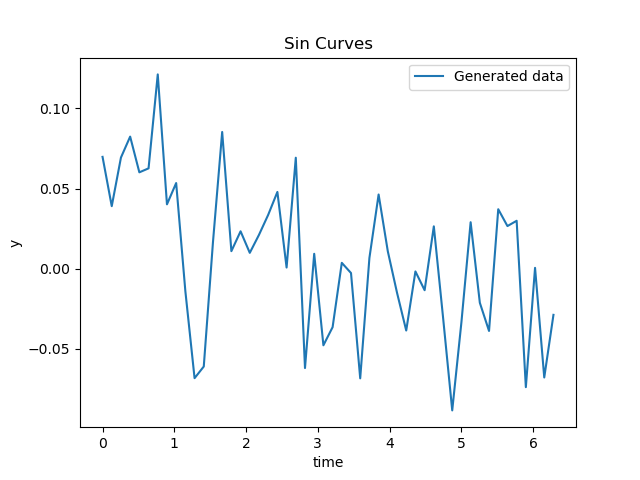 Sin Curves
Generated data
0.10
0.05
0.00
−0.05
y
0 1 2 3 4 5 6
time